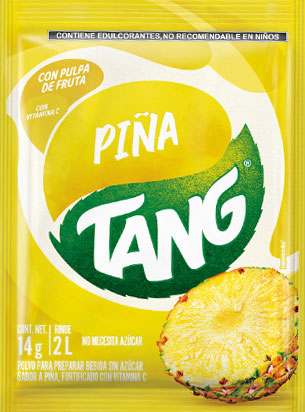 CONTIENE EDULCORANTES, NO RECOMENDABLE EN NIÑOS
CON PULPA
DE FRUTA
CON
VITAMINA C
PIÑA
TANG®
CONT. NET. RINDE
14g 2L NO NECESITA AZÚCAR
POLVO PARA PREPARAR BEBIDA SIN AZÚCAR
SABOR A PIÑA, FORTIFICADO CON VITAMINA C